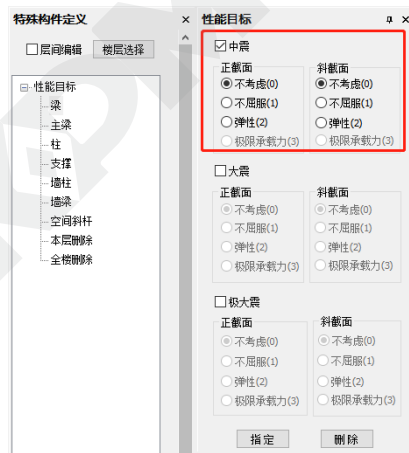 特殊构件定义
层间编辑 楼层选择
性能目标
梁
主梁
柱
支撑
墙柱
墙梁
空间斜杆
本层删除
全楼删除
性能目标
中震
正截面 斜截面
不考虑(0) 不考虑(0)
不屈服(1) 不屈服(1)
弹性(2) 弹性(2)
极限承载力(3) 极限承载力(3)
大震
正截面 斜截面
不考虑(0) 不考虑(0)
不屈服(1) 不屈服(1)
弹性(2) 弹性(2)
极限承载力(3) 极限承载力(3)
极大震
正截面 斜截面
不考虑(0) 不考虑(0)
不屈服(1) 不屈服(1)
弹性(2) 弹性(2)
极限承载力(3) 极限承载力(3)
指定 删除